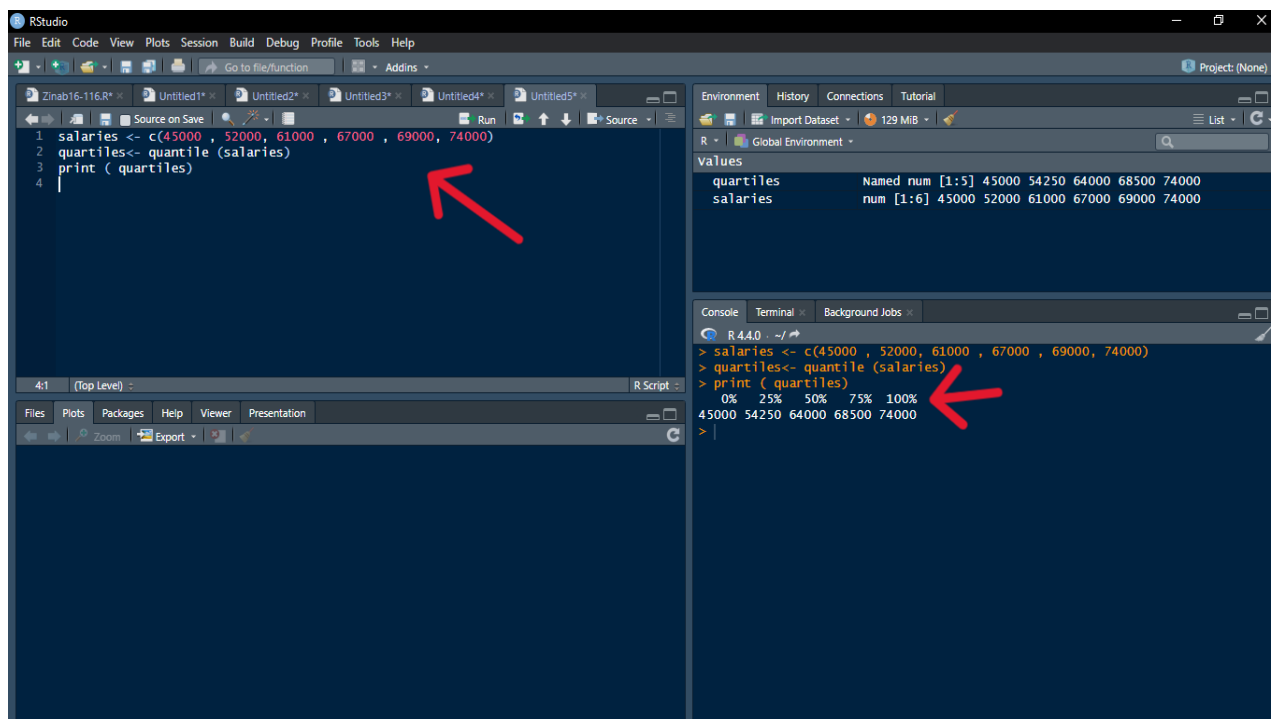 RStudio
File Edit Code View Plots Session Build Debug Profile Tools Help
Go to file/function Addins Project: (None)
Zinab16-116.R* Untitled1* Untitled2* Untitled3* Untitled4* Untitled5*
Source on Save Run Source
1 salaries <- c(45000 , 52000, 61000 , 67000 , 69000, 74000)
2 quartiles<- quantile (salaries)
3 print ( quartiles)
4
4:1 (Top Level) R Script
Files Plots Packages Help Viewer Presentation
Zoom Export
Environment History Connections Tutorial
Import Dataset 129 MiB List
R Global Environment
Values
quartiles Named num [1:5] 45000 54250 64000 68500 74000
salaries num [1:6] 45000 52000 61000 67000 69000 74000
Console Terminal Background Jobs
R 4.4.0 · ~/
> salaries <- c(45000 , 52000, 61000 , 67000 , 69000, 74000)
> quartiles<- quantile (salaries)
> print ( quartiles)
0% 25% 50% 75% 100%
45000 54250 64000 68500 74000
>